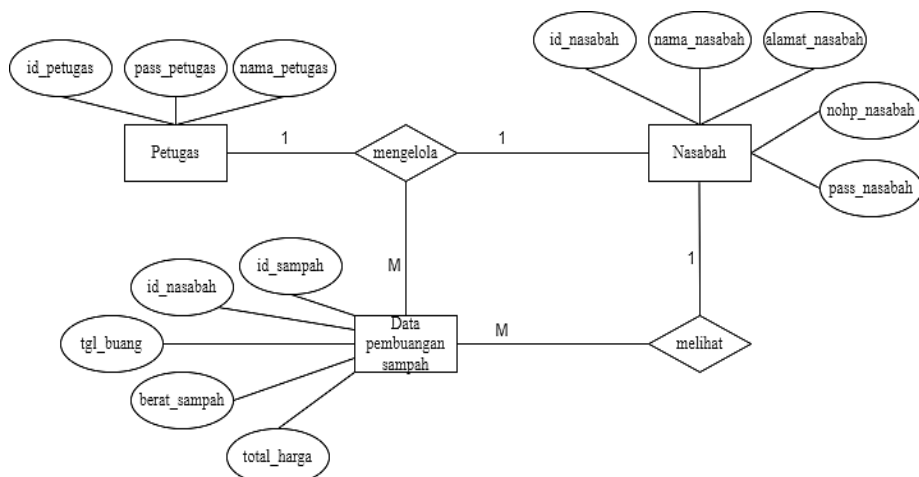 id_nasabah
nama_nasabah
alamat_nasabah
id_petugas
pass_petugas
nama_petugas
nohp_nasabah
Petugas
1
mengelola
1
Nasabah
pass_nasabah
M
1
id_sampah
id_nasabah
tgl_buang
Data
pembuangan
sampah
M
melihat
berat_sampah
total_harga